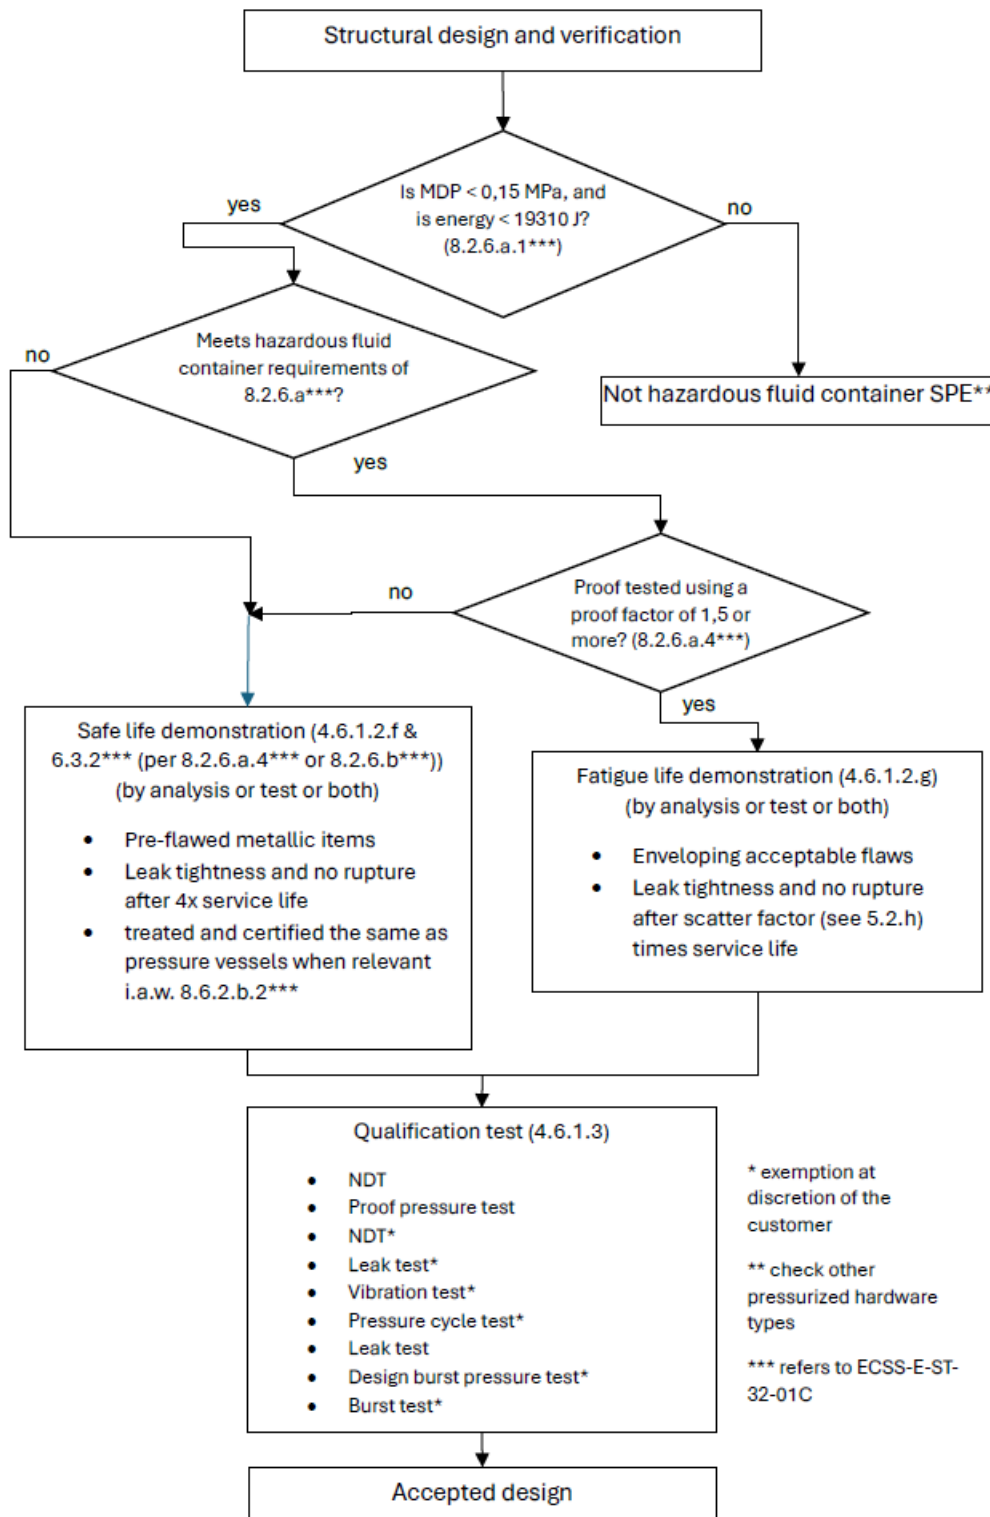 Structural design and verification
Is MDP < 0,15 MPa, and
is energy < 19310 J?
(8.2.6.a.1***)
yes
no
Meets hazardous fluid
container requirements of
8.2.6.a***?
no
Not hazardous fluid container SPE**
yes
Proof tested using a
proof factor of 1,5 or
more? (8.2.6.a.4***)
no
yes
Safe life demonstration (4.6.1.2.f &
6.3.2*** (per 8.2.6.a.4*** or 8.2.6.b***))
(by analysis or test or both)
• Pre-flawed metallic items
• Leak tightness and no rupture
after 4x service life
• treated and certified the same as
pressure vessels when relevant
i.a.w. 8.6.2.b.2***
Fatigue life demonstration (4.6.1.2.g)
(by analysis or test or both)
• Enveloping acceptable flaws
• Leak tightness and no rupture
after scatter factor (see 5.2.h)
times service life
Qualification test (4.6.1.3)
• NDT
• Proof pressure test
• NDT*
• Leak test*
• Vibration test*
• Pressure cycle test*
• Leak test
• Design burst pressure test*
• Burst test*
* exemption at
discretion of the
customer
** check other
pressurized hardware
types
*** refers to ECSS-E-ST-
32-01C
Accepted design